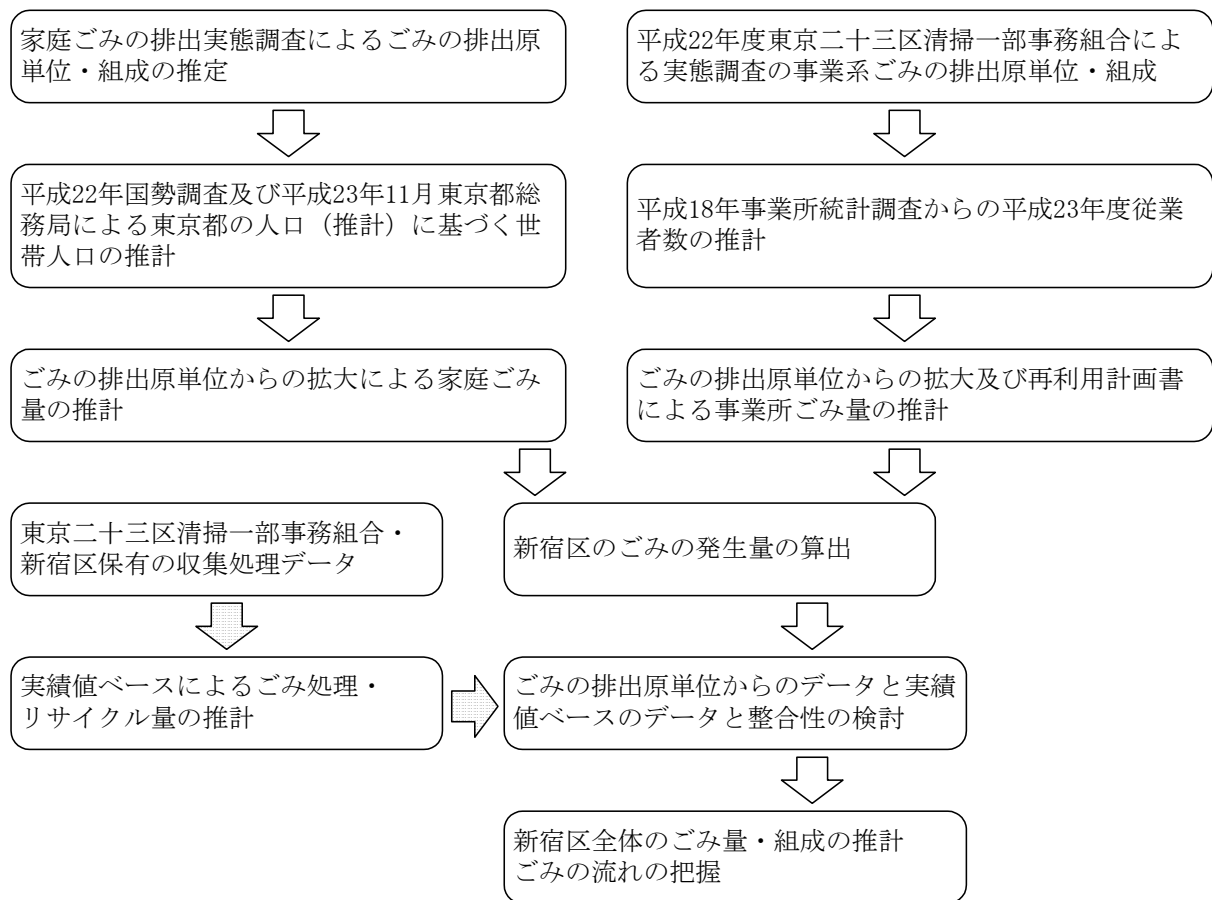 家庭ごみの排出実態調査によるごみの排出原
単位・組成の推定
平成22年度東京二十三区清掃一部事務組合によ
る実態調査の事業系ごみの排出原単位・組成
平成22年国勢調査及び平成23年11月東京都総
務局による東京都の人口（推計）に基づく世
帯人口の推計
平成18年事業所統計調査からの平成23年度従業
者数の推計
ごみの排出原単位からの拡大による家庭ごみ
量の推計
ごみの排出原単位からの拡大及び再利用計画書
による事業所ごみ量の推計
東京二十三区清掃一部事務組合・
新宿区保有の収集処理データ
新宿区のごみの発生量の算出
実績値ベースによるごみ処理・
リサイクル量の推計
ごみの排出原単位からのデータと実績
値ベースのデータと整合性の検討
新宿区全体のごみ量・組成の推計
ごみの流れの把握